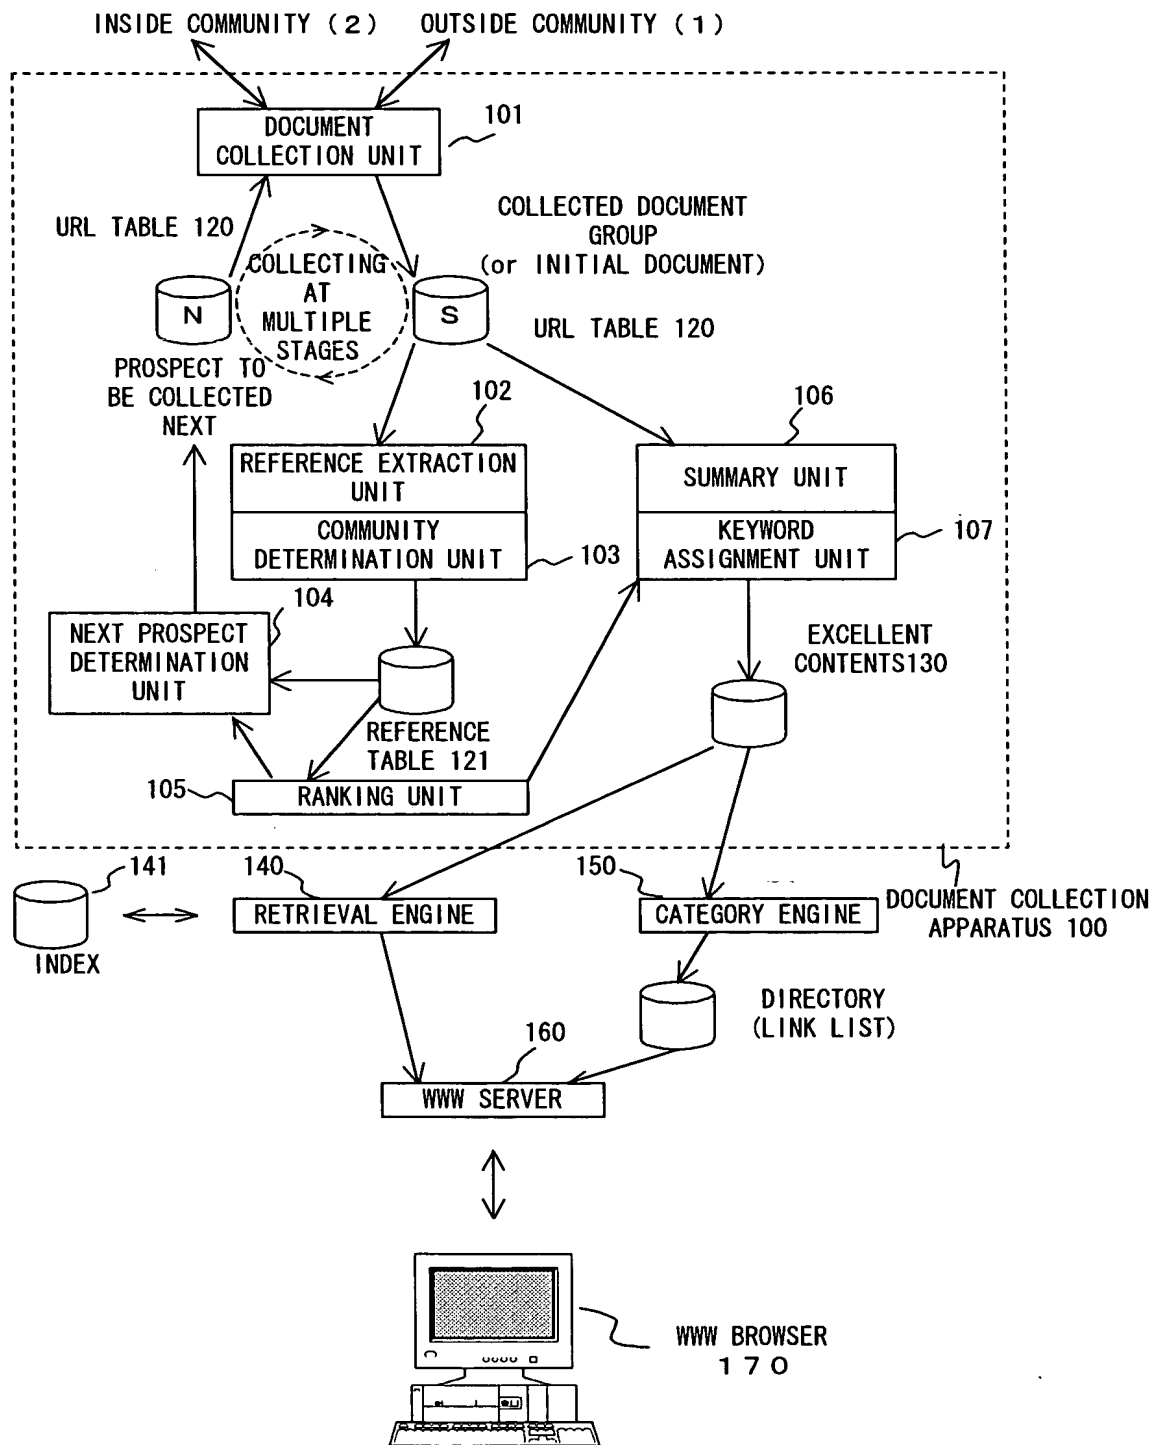 INSIDE COMMUNITY (2)
OUTSIDE COMMUNITY (1)
DOCUMENT
COLLECTION UNIT
101
URL TABLE 120
COLLECTED DOCUMENT
GROUP
(or INITIAL DOCUMENT)
COLLECTING
AT
MULTIPLE
STAGES
N
S
URL TABLE 120
PROSPECT TO
BE COLLECTED
NEXT
102
106
REFERENCE EXTRACTION
UNIT
SUMMARY UNIT
COMMUNITY
DETERMINATION UNIT
103
KEYWORD
ASSIGNMENT UNIT
107
104
NEXT PROSPECT
DETERMINATION
UNIT
EXCELLENT
CONTENTS130
REFERENCE
TABLE 121
105
RANKING UNIT
141
140
150
INDEX
RETRIEVAL ENGINE
CATEGORY ENGINE
DOCUMENT COLLECTION
APPARATUS 100
DIRECTORY
(LINK LIST)
160
WWW SERVER
WWW BROWSER
170